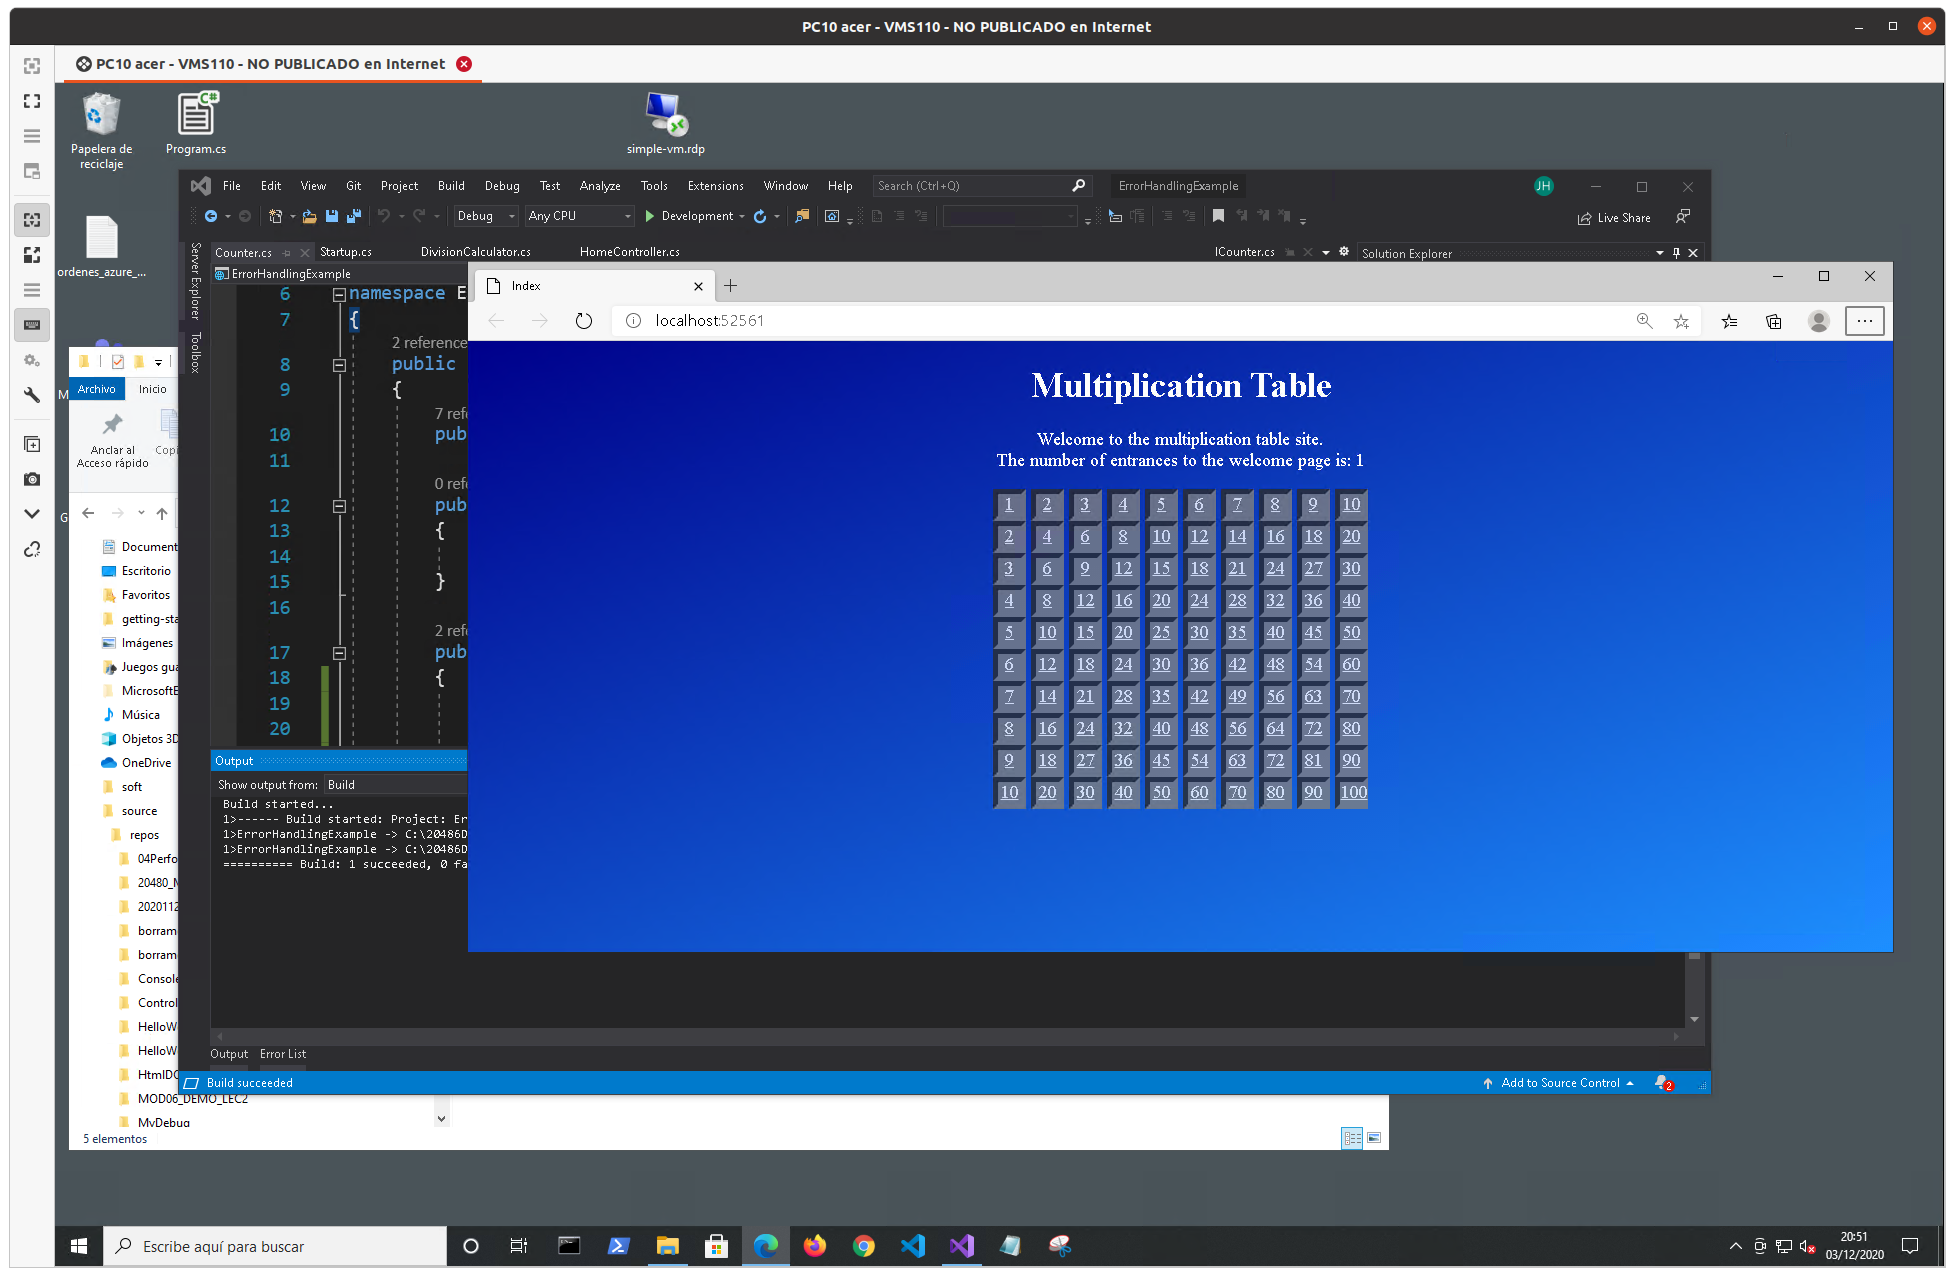 PC10 acer - VMS110 - NO PUBLICADO en Internet
PC10 acer - VMS110 - NO PUBLICADO en Internet
Papelera de
reciclaje
Program.cs
simple-vm.rdp
ordenes_azure_...
File Edit View Git Project Build Debug Test Analyze Tools Extensions Window Help Search (Ctrl+Q) ErrorHandlingExample JH
Debug Any CPU Development Live Share
Server Explorer
Toolbox
Counter.cs Startup.cs DivisionCalculator.cs HomeController.cs ICounter.cs Solution Explorer
ErrorHandlingExample
6 namespace E
7 {
2 reference
8 public
9 {
7 refe
10 pub
11
0 refe
12 pub
13 {
14
15 }
16
2 refe
17 pub
18 {
19
20
Index
localhost:52561
Multiplication Table
Welcome to the multiplication table site.
The number of entrances to the welcome page is: 1
1 2 3 4 5 6 7 8 9 10
2 4 6 8 10 12 14 16 18 20
3 6 9 12 15 18 21 24 27 30
4 8 12 16 20 24 28 32 36 40
5 10 15 20 25 30 35 40 45 50
6 12 18 24 30 36 42 48 54 60
7 14 21 28 35 42 49 56 63 70
8 16 24 32 40 48 56 64 72 80
9 18 27 36 45 54 63 72 81 90
10 20 30 40 50 60 70 80 90 100
Output
Show output from: Build
Build started...
1>------ Build started: Project: Er
1>ErrorHandlingExample -> C:\20486D
1>ErrorHandlingExample -> C:\20486D
========== Build: 1 succeeded, 0 fa
Output Error List
Build succeeded
Add to Source Control
2
M
G
Archivo Inicio
Anclar al
Acceso rápido
Copi
Document
Escritorio
Favoritos
getting-sta
Imágenes
Juegos gua
MicrosoftE
Música
Objetos 3D
OneDrive
soft
source
repos
04Perfo
20480_N
2020112
borram
borram
Console
Control
HelloW
HelloW
HtmlDO
MOD06_DEMO_LEC2
MyDebug
5 elementos
Escribe aquí para buscar
20:51
03/12/2020